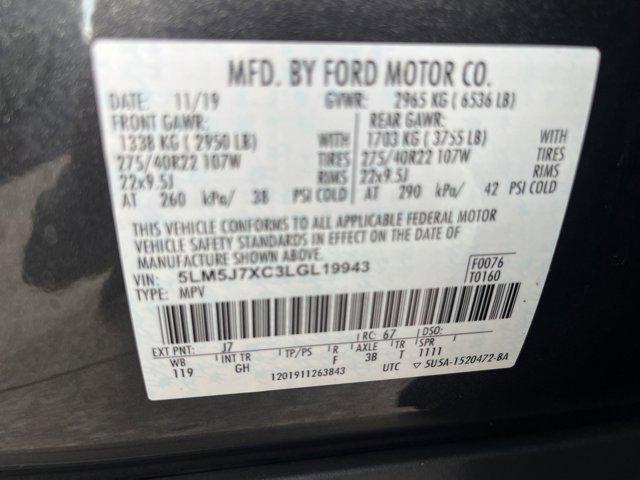 MFD. BY FORD MOTOR CO.
DATE: 11/19 GVWR: 2965 KG ( 6536 LB)
FRONT GAWR: REAR GAWR:
1338 KG ( 2950 LB) WITH 1703 KG ( 3755 LB) WITH
275/40R22 107W TIRES 275/40R22 107W TIRES
22x9.5J RIMS 22x9.5J RIMS
AT 260 kPa/ 38 PSI COLD AT 290 kPa/ 42 PSI COLD
THIS VEHICLE CONFORMS TO ALL APPLICABLE FEDERAL MOTOR
VEHICLE SAFETY STANDARDS IN EFFECT ON THE DATE OF
MANUFACTURE SHOWN ABOVE.
VIN: 5LM5J7XC3LGL19943 F0076
TYPE: MPV T0160
EXT PNT: J7 RC: 67 DSO:
WB INT TR TP/PS R AXLE TR SPR
119 GH F 3B T 1111
1201911263843 UTC ▽ 5U5A-1520472-BA